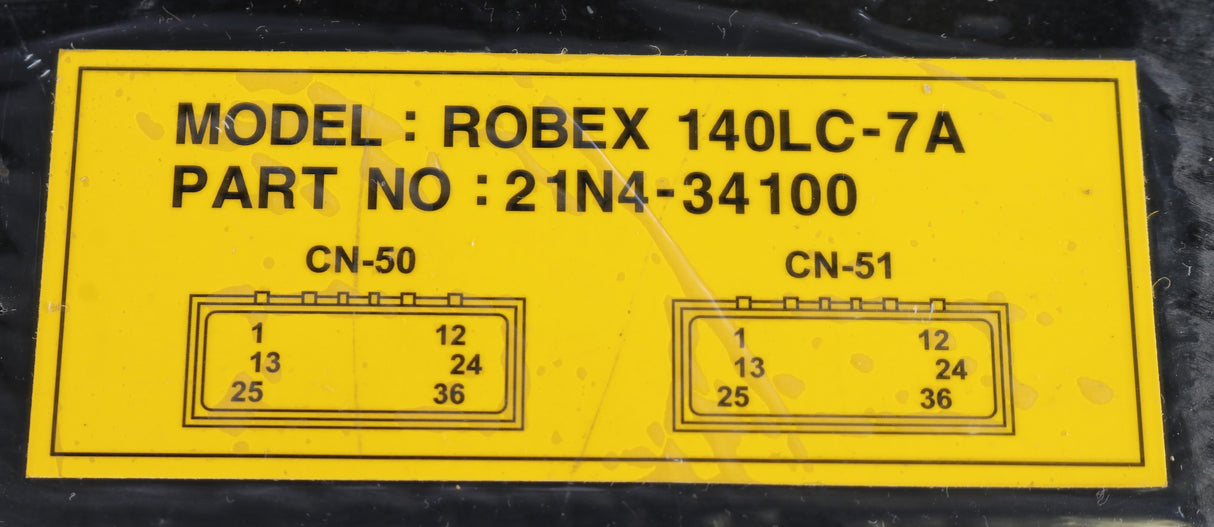 MODEL : ROBEX 140LC-7A
PART NO : 21N4-34100
CN-50 CN-51
1 12 1 12
13 24 13 24
25 36 25 36